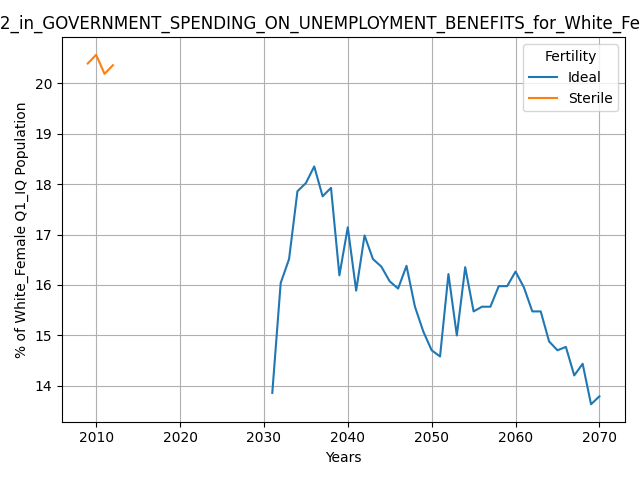 2_in_GOVERNMENT_SPENDING_ON_UNEMPLOYMENT_BENEFITS_for_White_Fe
Fertility
Ideal
Sterile
20
19
18
17
16
15
14
% of White_Female Q1_IQ Population
2010 2020 2030 2040 2050 2060 2070
Years